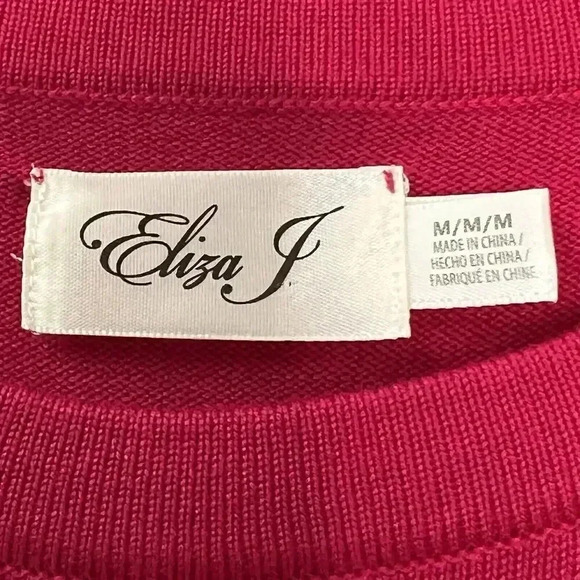 Eliza J
M/M/M
MADE IN CHINA/
HECHO EN CHINA/
FABRIQUÉ EN CHINE